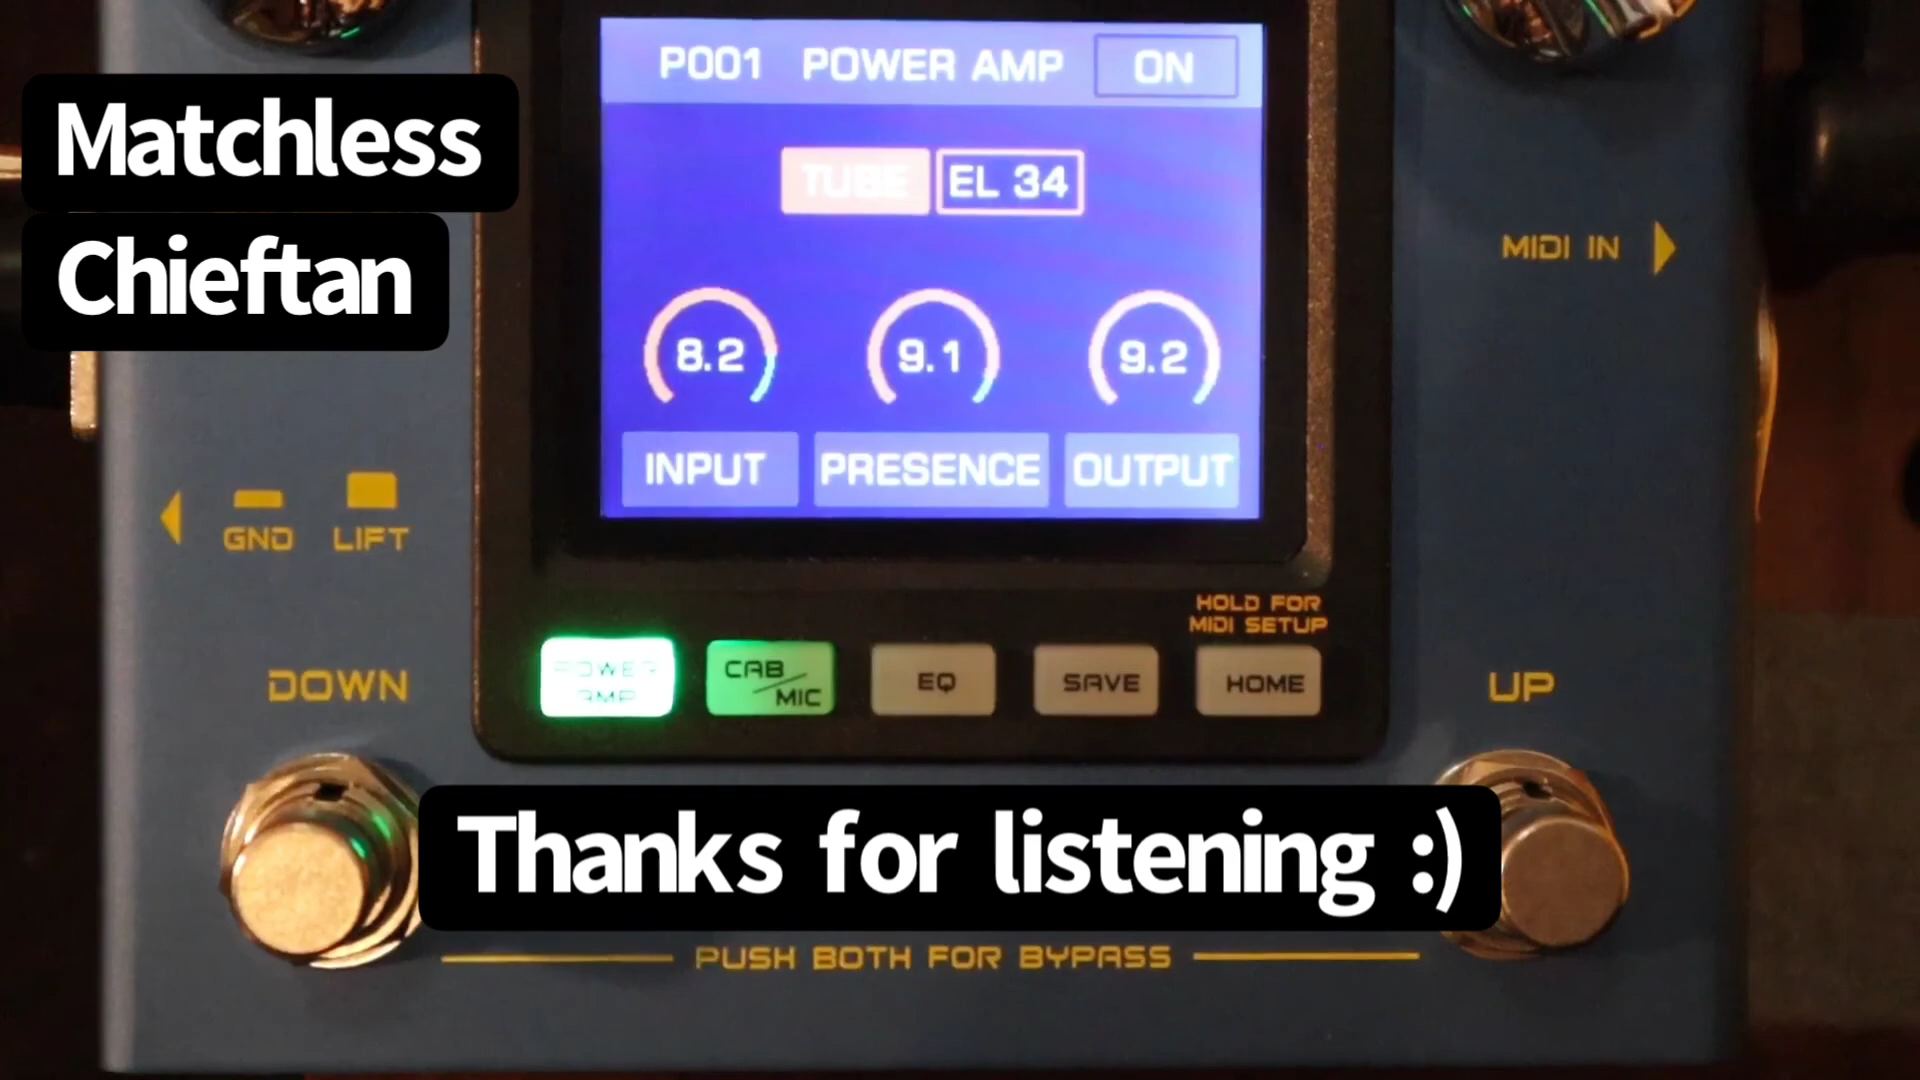 P001 POWER AMP ON
Matchless
Chieftan
TUBE EL 34
8.2 9.1 9.2
INPUT PRESENCE OUTPUT
MIDI IN
GND LIFT
HOLD FOR
MIDI SETUP
POWER
AMP
CAB/MIC
EQ
SAVE
HOME
DOWN
UP
Thanks for listening :)
PUSH BOTH FOR BYPASS